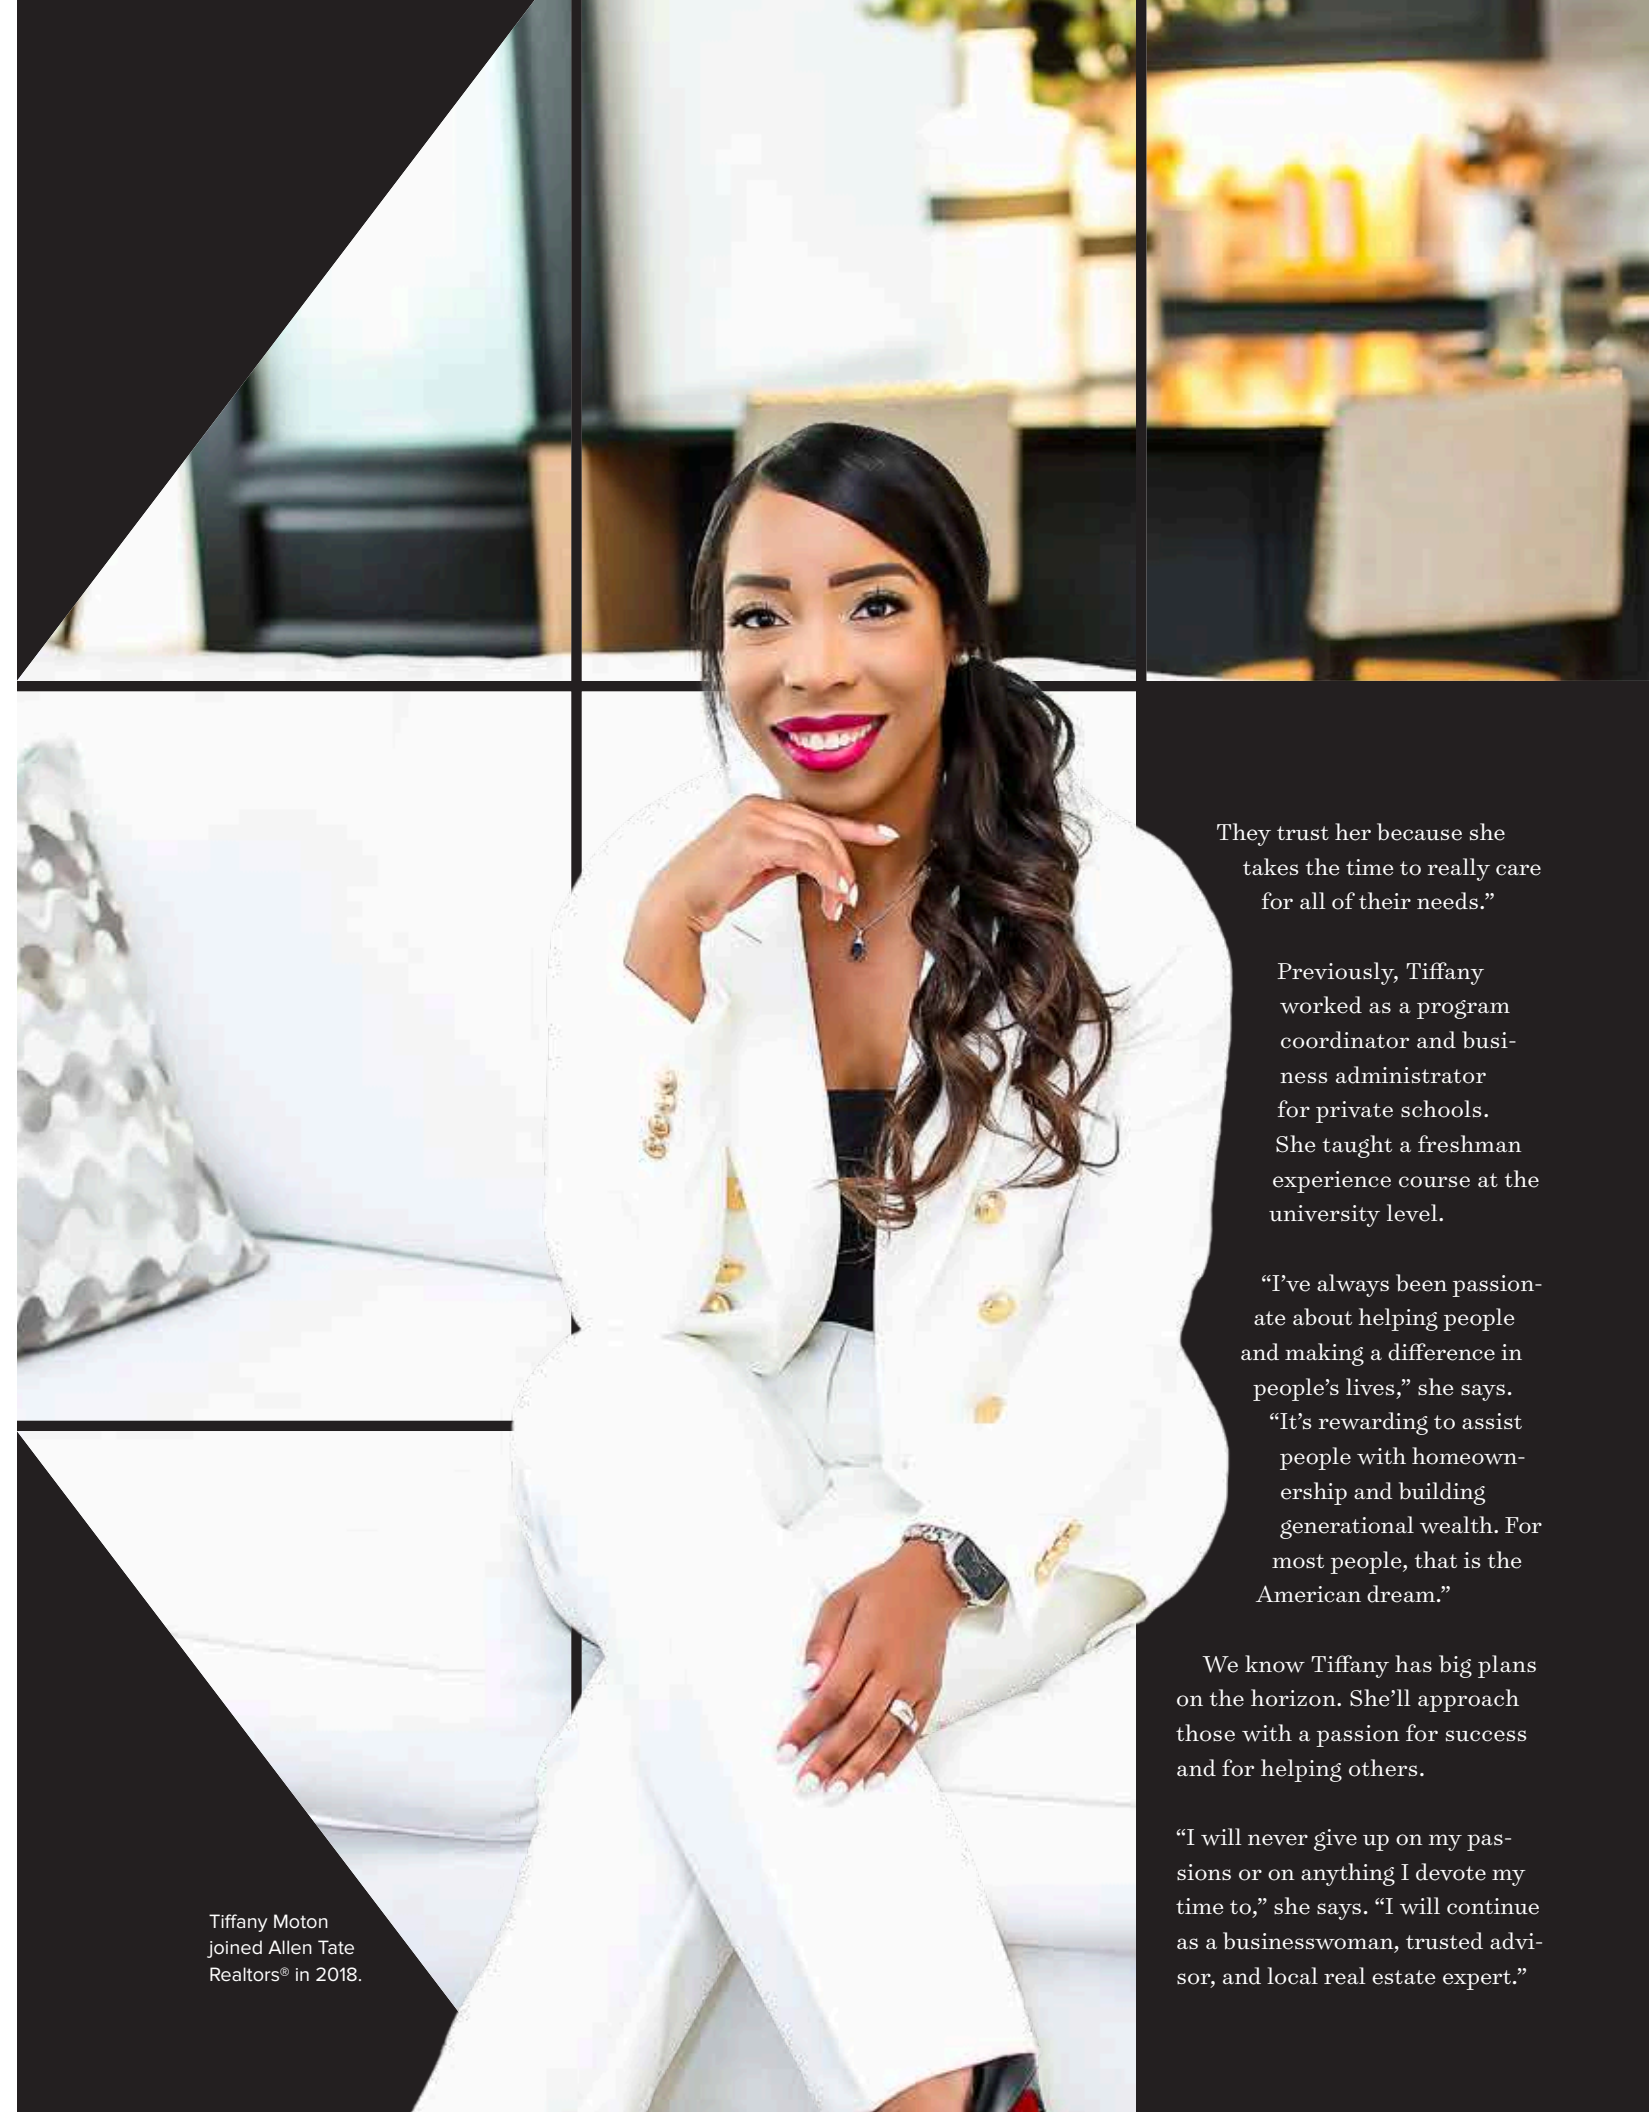 They trust her because she
takes the time to really care
for all of their needs.”
Previously, Tiffany
worked as a program
coordinator and busi-
ness administrator
for private schools.
She taught a freshman
experience course at the
university level.
“I’ve always been passion-
ate about helping people
and making a difference in
people’s lives,” she says.
“It’s rewarding to assist
people with homeown-
ership and building
generational wealth. For
most people, that is the
American dream.”
We know Tiffany has big plans
on the horizon. She’ll approach
those with a passion for success
and for helping others.
“I will never give up on my pas-
sions or on anything I devote my
time to,” she says. “I will continue
as a businesswoman, trusted advi-
sor, and local real estate expert.”
Tiffany Moton
joined Allen Tate
Realtors® in 2018.